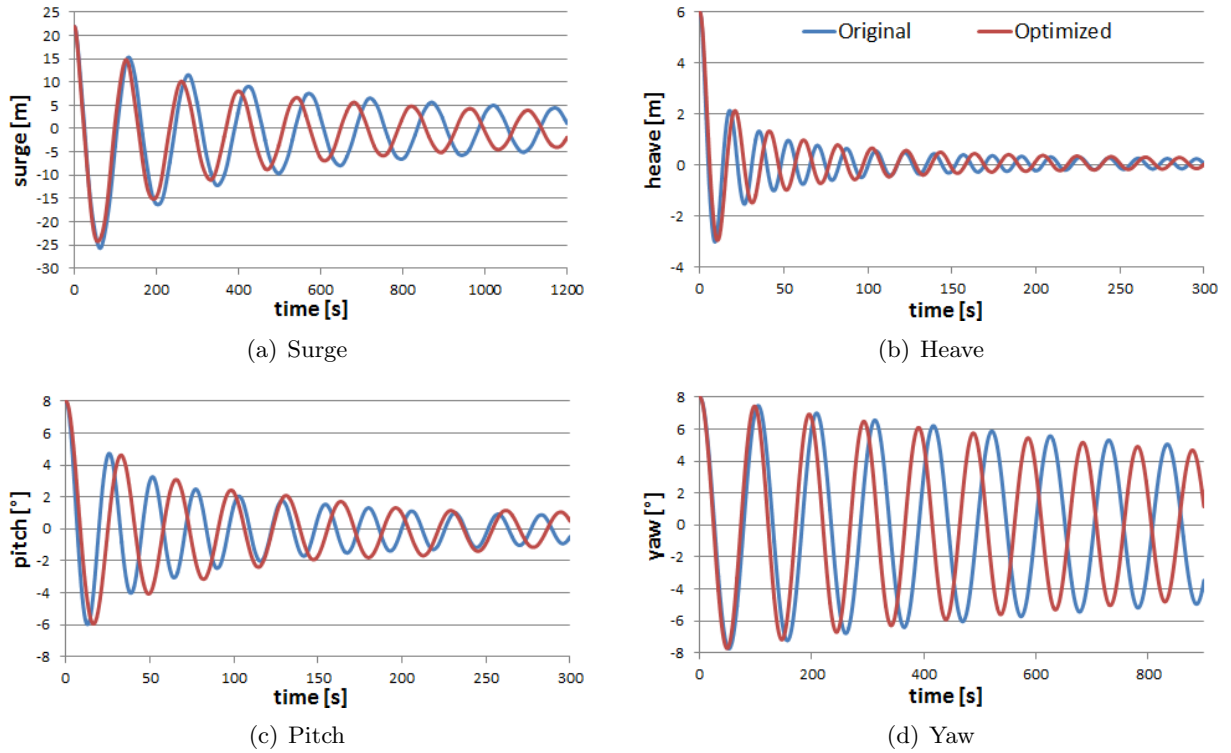 25
20
15
10
5
0
-5
-10
-15
-20
-25
-30
surge [m]
0 200 400 600 800 1000 1200
time [s]
(a) Surge
6
4
2
0
-2
-4
heave [m]
Original Optimized
0 50 100 150 200 250 300
time [s]
(b) Heave
8
6
4
2
0
-2
-4
-6
-8
pitch [°]
0 50 100 150 200 250 300
time [s]
(c) Pitch
8
6
4
2
0
-2
-4
-6
-8
yaw [°]
0 200 400 600 800
time [s]
(d) Yaw